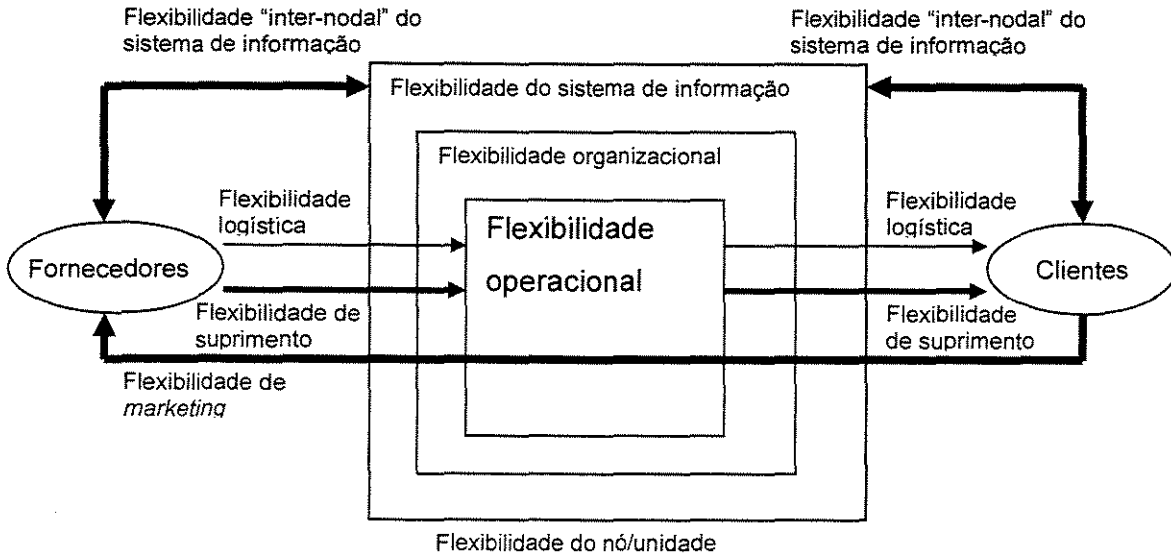 Flexibilidade “inter-nodal” do
sistema de informação
Flexibilidade “inter-nodal” do
sistema de informação
Flexibilidade do sistema de informação
Flexibilidade organizacional
Flexibilidade
logística
Flexibilidade
operacional
Flexibilidade
logística
Fornecedores
Clientes
Flexibilidade de
suprimento
Flexibilidade
de suprimento
Flexibilidade de
marketing
Flexibilidade do nó/unidade